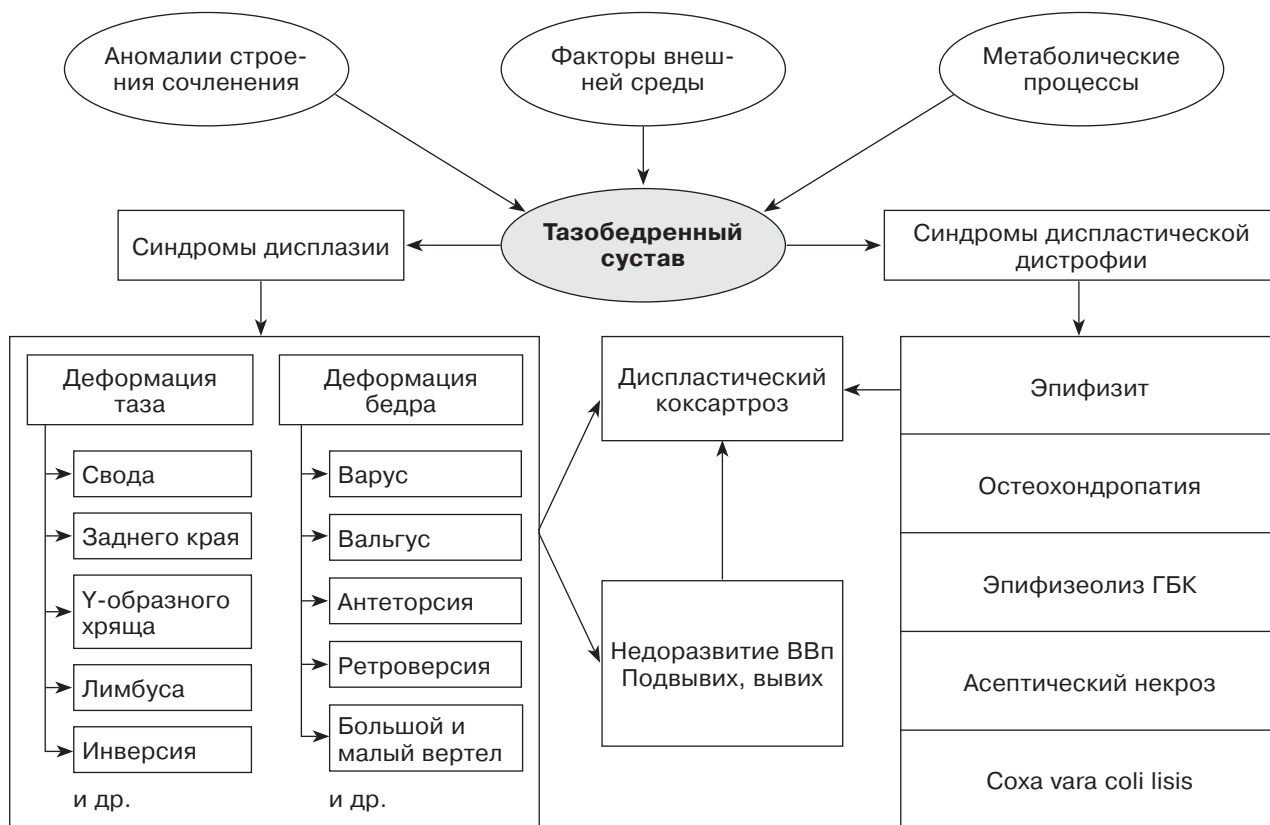 Аномалии строе-
ния сочленения
Факторы внеш-
ней среды
Метаболические
процессы
Тазобедренный
сустав
Синдромы дисплазии
Синдромы диспластической
дистрофии
Деформация
таза
Свода
Заднего края
Y-образного
хряща
Лимбуса
Инверсия
и др.
Деформация
бедра
Варус
Вальгус
Антеторсия
Ретроверсия
Большой и
малый вертел
и др.
Диспластический
коксартроз
Недоразвитие ВВп
Подвывих, вывих
Эпифизит
Остеохондропатия
Эпифизеолиз ГБК
Асептический некроз
Coxa vara coli lisis